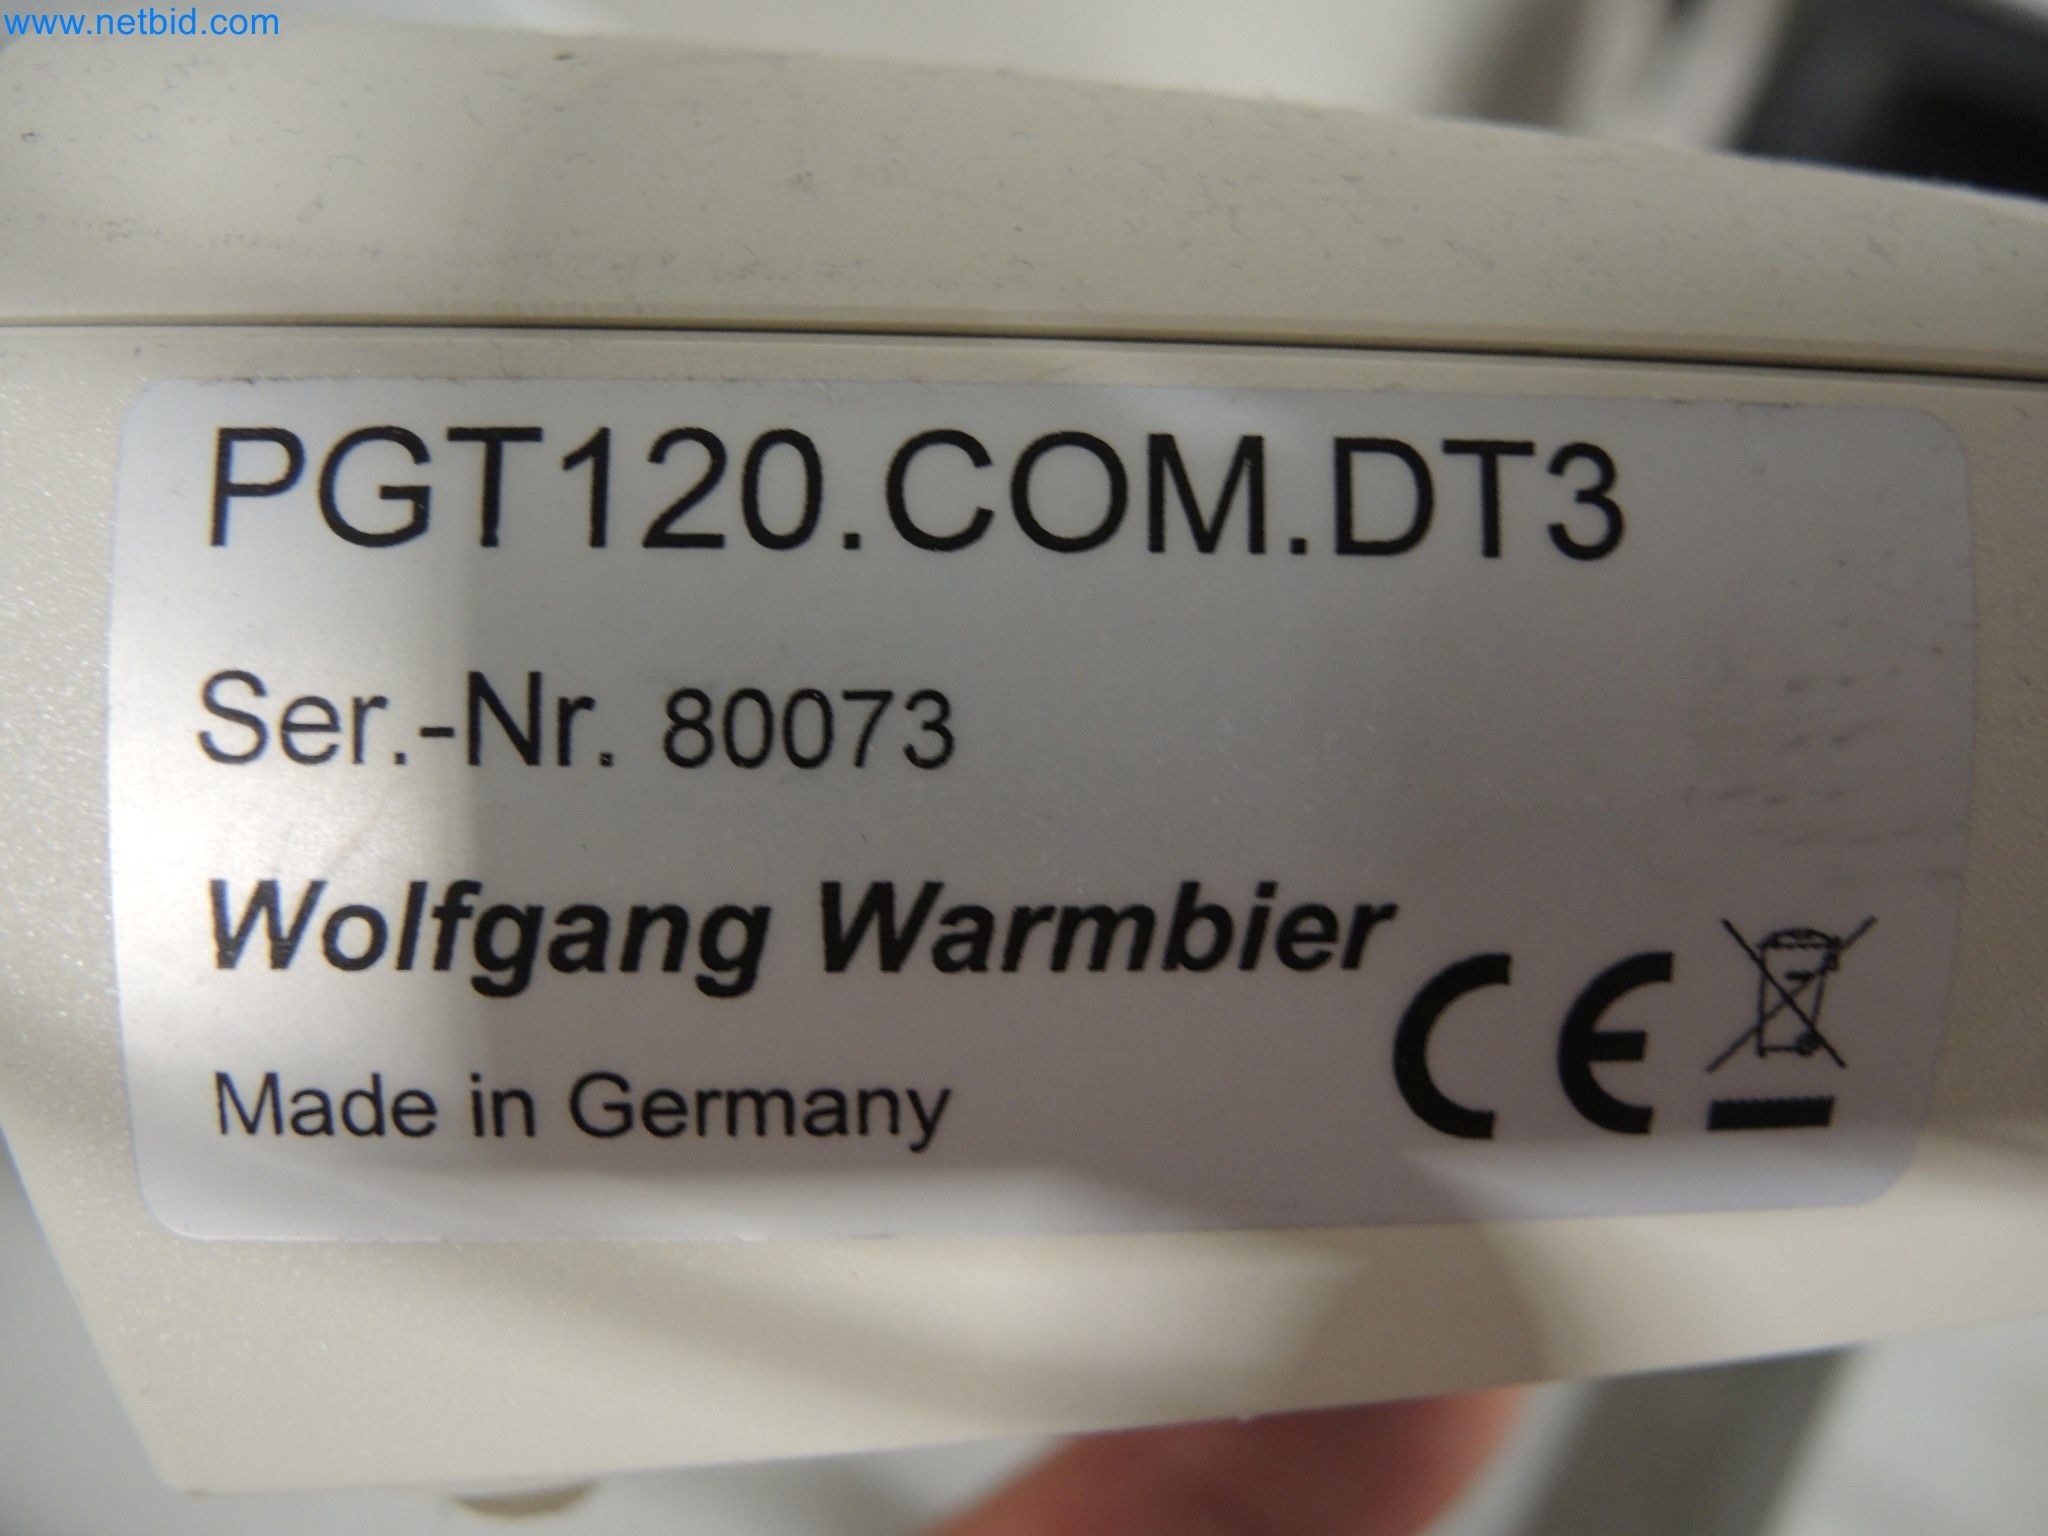 www.netbid.com
PGT120.COM.DT3
Ser.-Nr. 80073
Wolfgang Warmbier
Made in Germany
CE